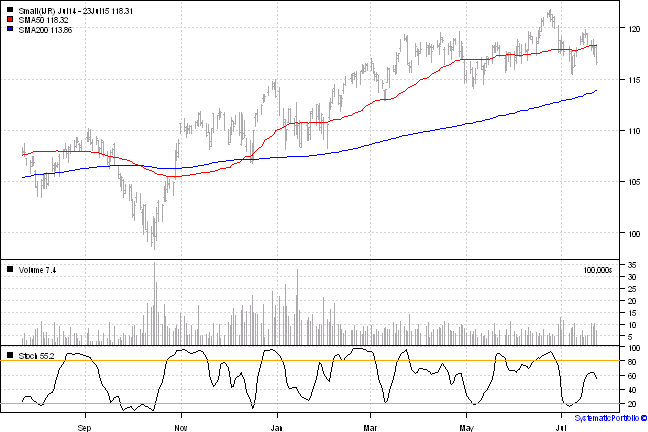 Small(IJR) Jul14 - 23Jul15 118.31
SMA50 118.32
SMA200 113.86
120
115
110
105
100
Volume 7.4
100,000s
35
30
25
20
15
10
5
Stoch 55.2
100
80
60
40
20
Sep
Nov
Jan
Mar
May
Jul
SystematicPortfolio ©